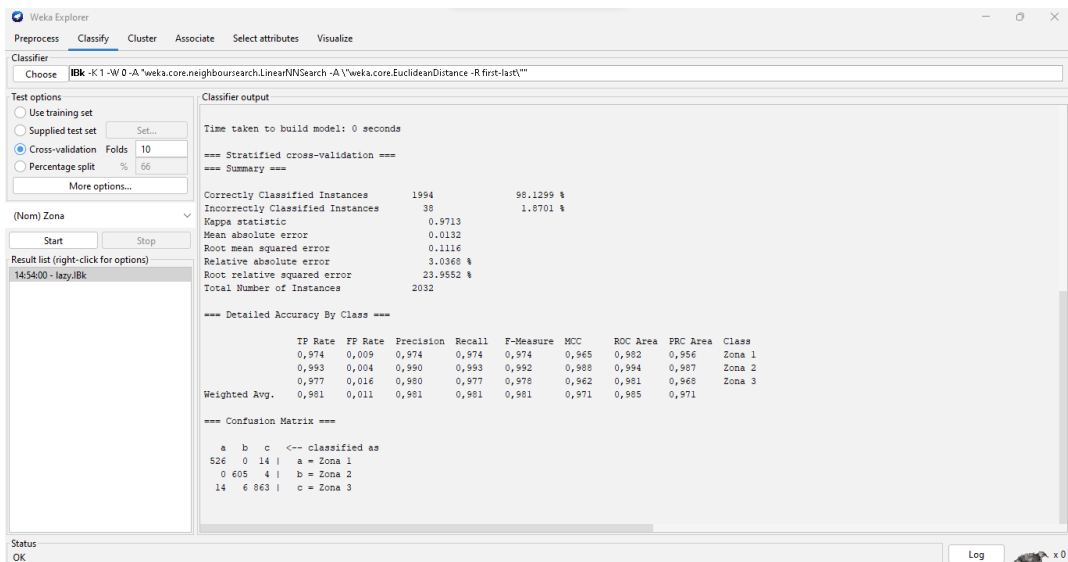 Weka Explorer
Preprocess Classify Cluster Associate Select attributes Visualize
Classifier
Choose IBk -K 1 -W 0 -A "weka.core.neighboursearch.LinearNNSearch -A \"weka.core.EuclideanDistance -R first-last\""
Test options
Use training set
Supplied test set Set...
Cross-validation Folds 10
Percentage split % 66
More options...
(Nom) Zona
Start Stop
Result list (right-click for options)
14:54:00 - lazy.IBk
Classifier output
Time taken to build model: 0 seconds
=== Stratified cross-validation ===
=== Summary ===
Correctly Classified Instances 1994 98.1299 %
Incorrectly Classified Instances 38 1.8701 %
Kappa statistic 0.9713
Mean absolute error 0.0132
Root mean squared error 0.1116
Relative absolute error 3.0368 %
Root relative squared error 23.9552 %
Total Number of Instances 2032
=== Detailed Accuracy By Class ===
TP Rate FP Rate Precision Recall F-Measure MCC ROC Area PRC Area Class
0,974 0,009 0,974 0,974 0,974 0,965 0,982 0,956 Zona 1
0,993 0,004 0,990 0,993 0,992 0,988 0,994 0,987 Zona 2
0,977 0,016 0,980 0,977 0,978 0,962 0,981 0,968 Zona 3
Weighted Avg. 0,981 0,011 0,981 0,981 0,981 0,971 0,985 0,971
=== Confusion Matrix ===
a b c <-- classified as
526 0 14 | a = Zona 1
0 605 4 | b = Zona 2
14 6 863 | c = Zona 3
Status
OK
Log
x 0